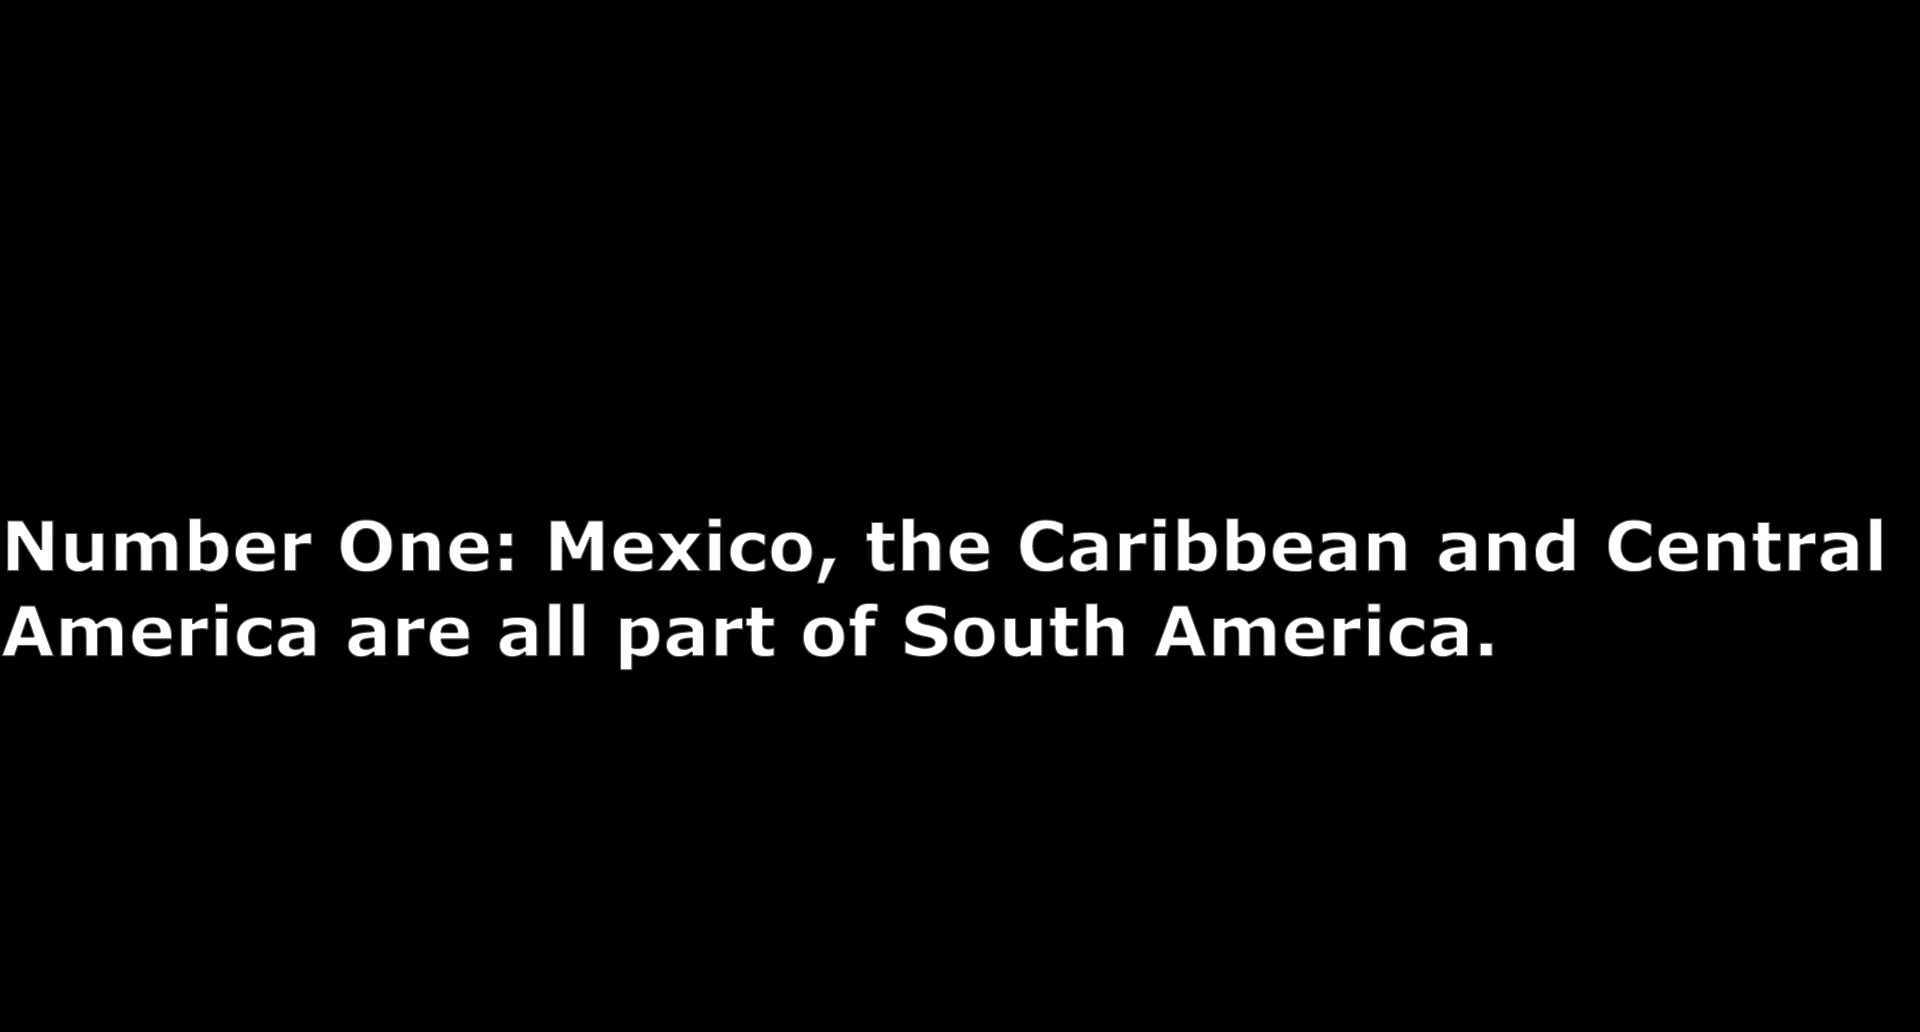 Number One: Mexico, the Caribbean and Central
America are all part of South America.